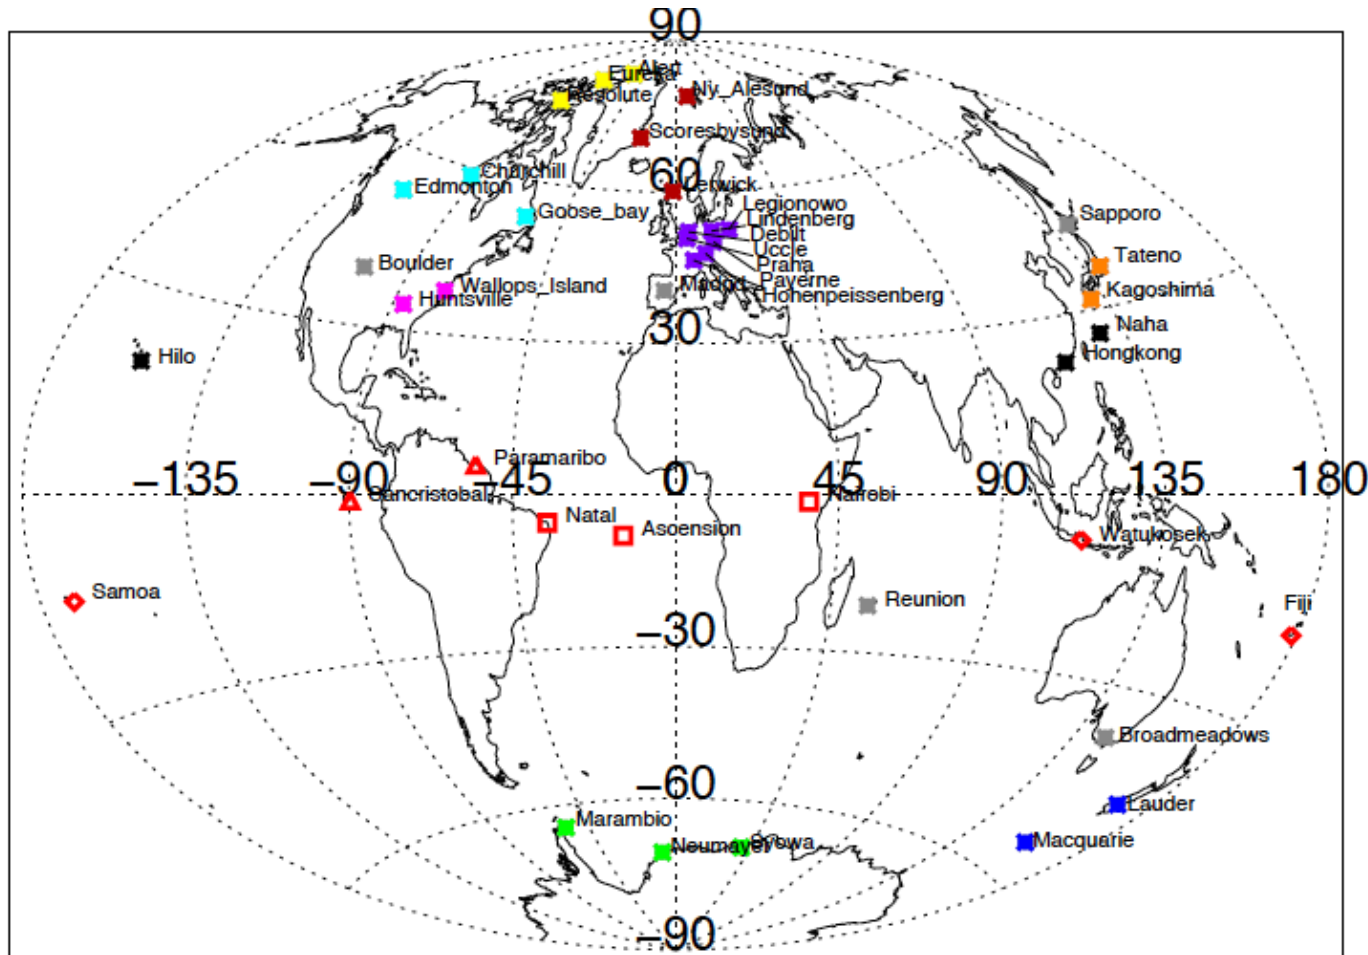 90
Alert
Eureka
Resolute
Ny_Alesund
Scoresbysund
Churchill
Edmonton
60
Lerwick
Goose_bay
Legionowo
Lindenberg
Debilt
Uccle
Praha
Payerne
Hohenpeissenberg
Sapporo
Boulder
Wallops_Island
Huntsville
Madrid
Tateno
Kagoshima
30
Naha
Hongkong
Hilo
Paramaribo
−135
−90
−45
0
45
90
135
180
Sancristobal
Nairobi
Natal
Ascension
Watukosek
Samoa
Reunion
Fiji
−30
Broadmeadows
−60
Lauder
Marambio
Neumayer
Syowa
Macquarie
−90